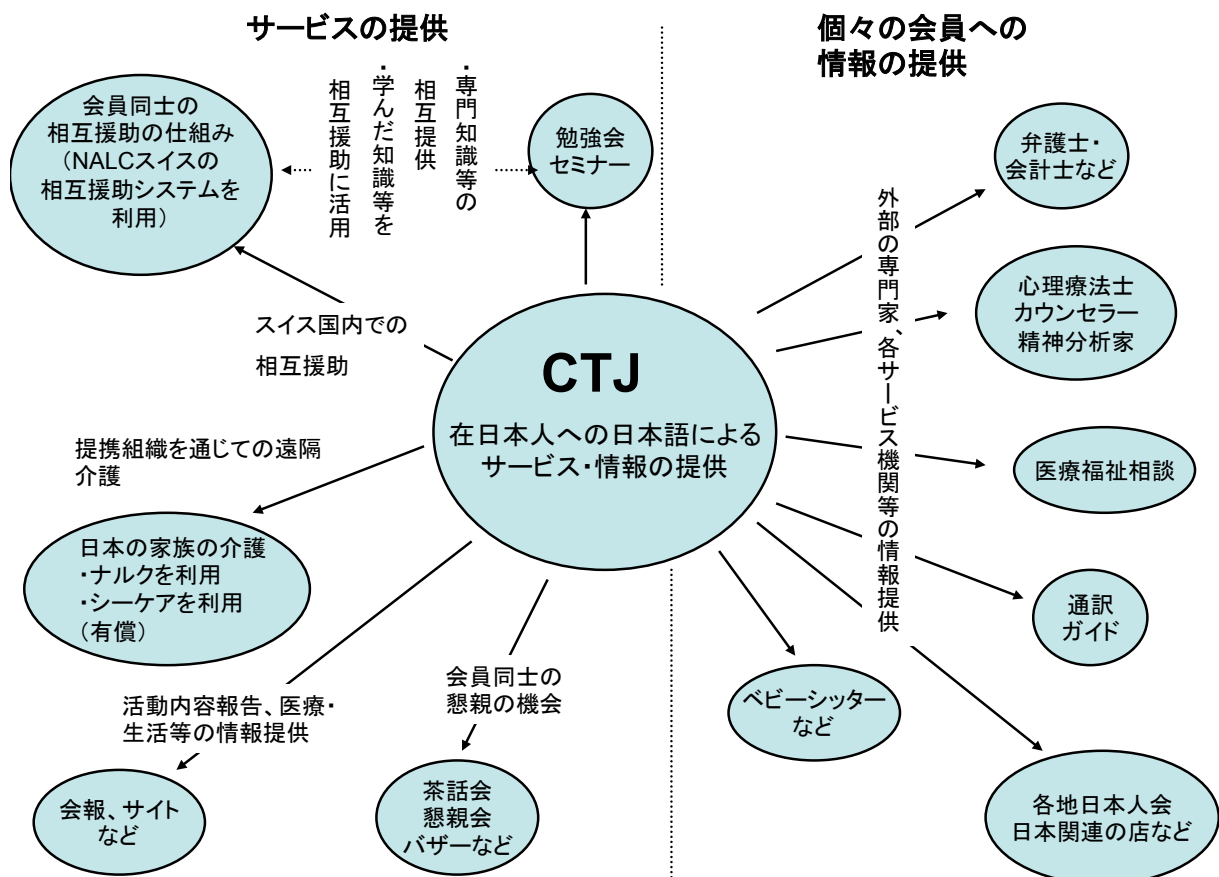 サービスの提供
個々の会員への
情報の提供
会員同士の
相互援助の仕組み
（NALCスイスの
相互援助システムを
利用）
・専門知識等の
相互提供
・学んだ知識等を
相互援助に活用
勉強会
セミナー
弁護士・
会計士など
外部の専門家、各サービス機関等の情報提供
心理療法士
カウンセラー
精神分析家
スイス国内での
相互援助
CTJ
在日本人への日本語による
サービス・情報の提供
提携組織を通じての遠隔
介護
医療福祉相談
日本の家族の介護
・ナルクを利用
・シーケアを利用
（有償）
通訳
ガイド
活動内容報告、医療・
生活等の情報提供
会員同士の
懇親の機会
ベビーシッター
など
会報、サイト
など
茶話会
懇親会
バザーなど
各地日本人会
日本関連の店など